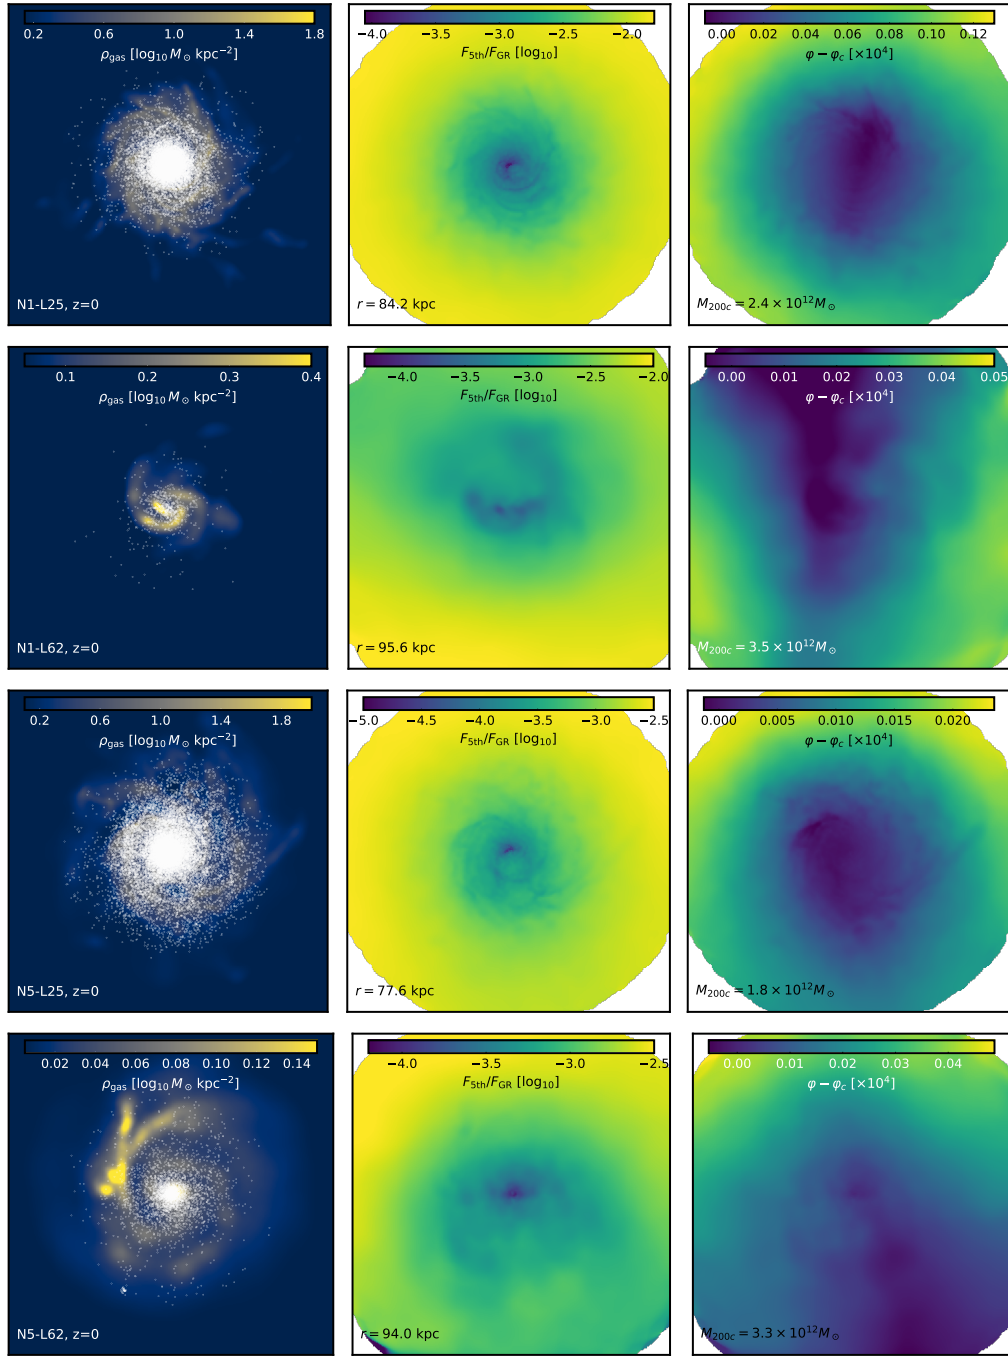 0.2 0.6 1.0 1.4 1.8
ρgas [log₁₀ M⊙ kpc⁻²]
N1-L25, z=0
−4.0 −3.5 −3.0 −2.5 −2.0
F5th/FGR [log₁₀]
r = 84.2 kpc
0.00 0.02 0.04 0.06 0.08 0.10 0.12
φ − φc [×10⁴]
M200c = 2.4 × 10¹² M⊙
0.1 0.2 0.3 0.4
ρgas [log₁₀ M⊙ kpc⁻²]
N1-L62, z=0
−4.0 −3.5 −3.0 −2.5 −2.0
F5th/FGR [log₁₀]
r = 95.6 kpc
0.00 0.01 0.02 0.03 0.04 0.05
φ − φc [×10⁴]
M200c = 3.5 × 10¹² M⊙
0.2 0.6 1.0 1.4 1.8
ρgas [log₁₀ M⊙ kpc⁻²]
N5-L25, z=0
−5.0 −4.5 −4.0 −3.5 −3.0 −2.5
F5th/FGR [log₁₀]
r = 77.6 kpc
0.000 0.005 0.010 0.015 0.020
φ − φc [×10⁴]
M200c = 1.8 × 10¹² M⊙
0.02 0.04 0.06 0.08 0.10 0.12 0.14
ρgas [log₁₀ M⊙ kpc⁻²]
N5-L62, z=0
−4.0 −3.5 −3.0 −2.5
F5th/FGR [log₁₀]
r = 94.0 kpc
0.00 0.01 0.02 0.03 0.04
φ − φc [×10⁴]
M200c = 3.3 × 10¹² M⊙